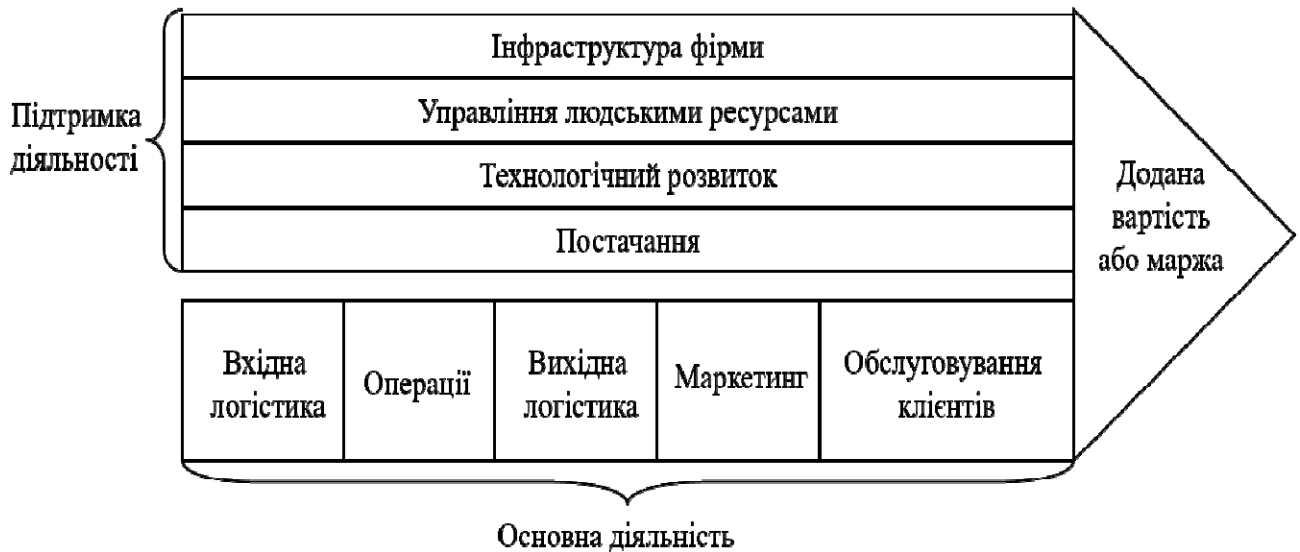 Інфраструктура фірми
Управління людськими ресурсами
Технологічний розвиток
Постачання
Підтримка
діяльності
Додана
вартість
або маржа
Вхідна
логістика
Операції
Вихідна
логістика
Маркетинг
Обслуговування
клієнтів
Основна діяльність